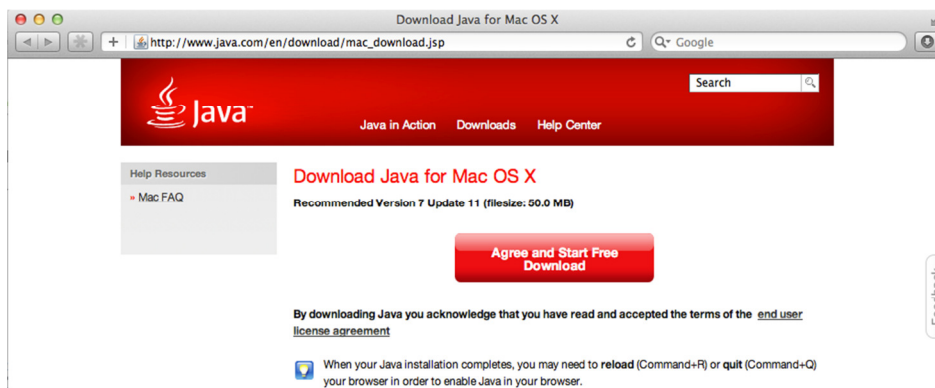 Download Java for Mac OS X
http://www.java.com/en/download/mac_download.jsp
Google
Search
Java™
Java in Action Downloads Help Center
Help Resources
» Mac FAQ
Download Java for Mac OS X
Recommended Version 7 Update 11 (filesize: 50.0 MB)
Agree and Start Free
Download
By downloading Java you acknowledge that you have read and accepted the terms of the end user
license agreement
When your Java installation completes, you may need to reload (Command+R) or quit (Command+Q)
your browser in order to enable Java in your browser.